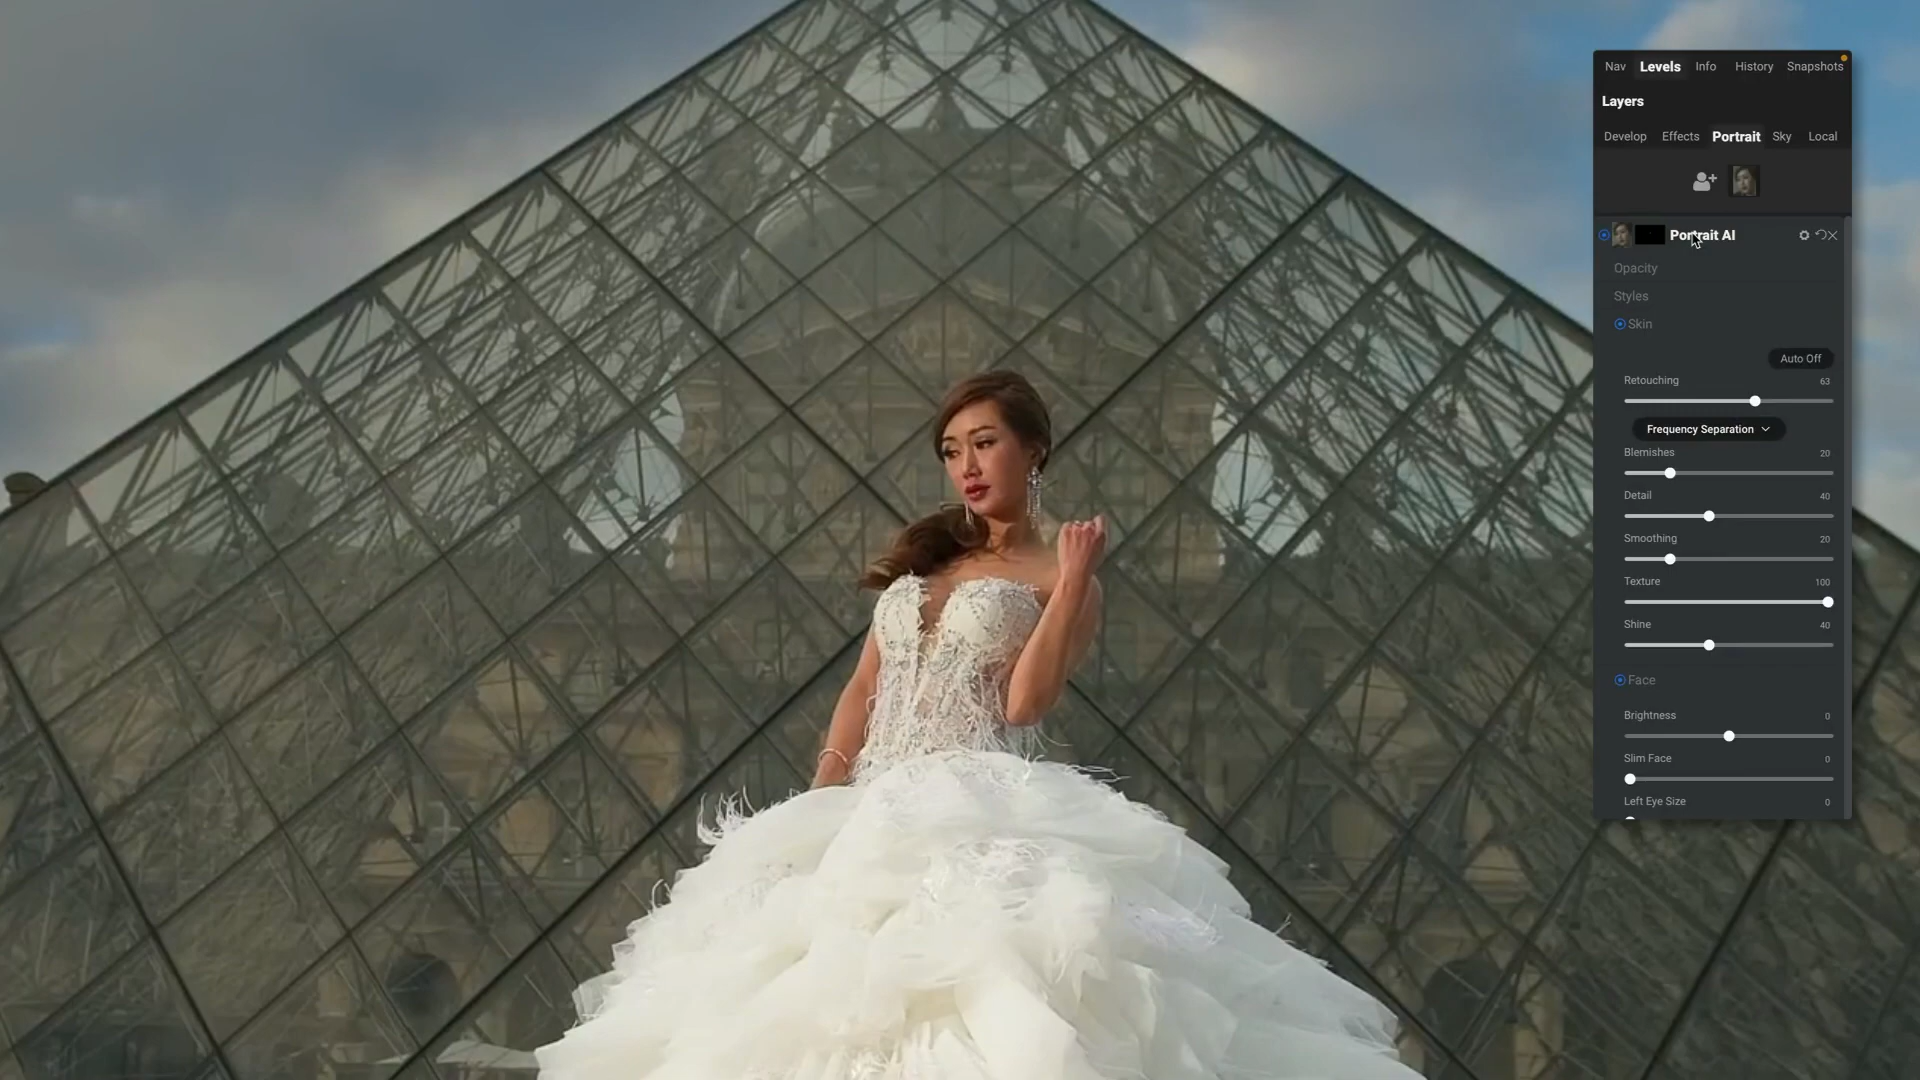 Nav Levels Info History Snapshots
Layers
Develop Effects Portrait Sky Local
Portrait AI
Opacity
Styles
Skin
Auto Off
Retouching 63
Frequency Separation
Blemishes 20
Detail 40
Smoothing 20
Texture 100
Shine 40
Face
Brightness 0
Slim Face 0
Left Eye Size 0